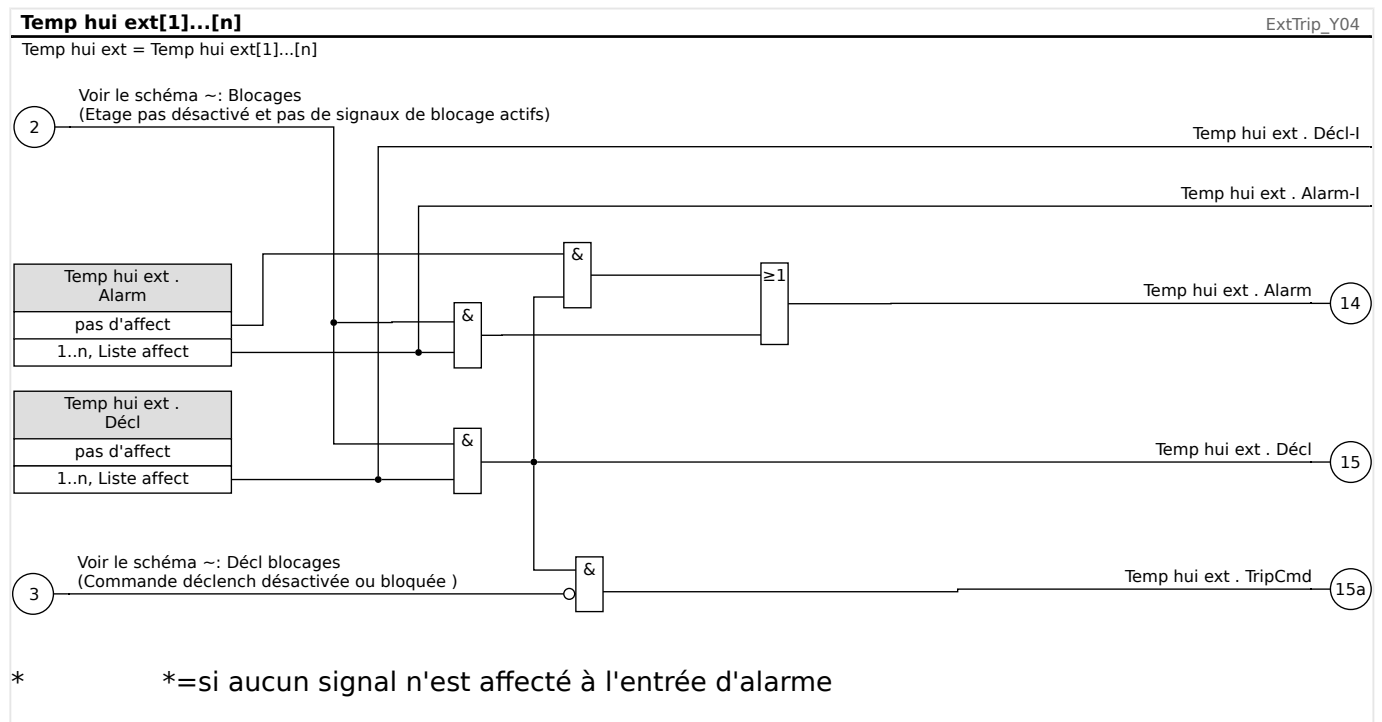 Temp hui ext[1]...[n]
ExtTrip_Y04
Temp hui ext = Temp hui ext[1]...[n]
Voir le schéma ~: Blocages
(Etage pas désactivé et pas de signaux de blocage actifs)
2
Temp hui ext . Décl-I
Temp hui ext . Alarm-I
&
Temp hui ext .
Alarm
≥1
Temp hui ext . Alarm
14
pas d'affect
&
1..n, Liste affect
Temp hui ext .
Décl
&
pas d'affect
Temp hui ext . Décl
15
1..n, Liste affect
Voir le schéma ~: Décl blocages
(Commande déclench désactivée ou bloquée )
3
&
Temp hui ext . TripCmd
15a
* *=si aucun signal n'est affecté à l'entrée d'alarme